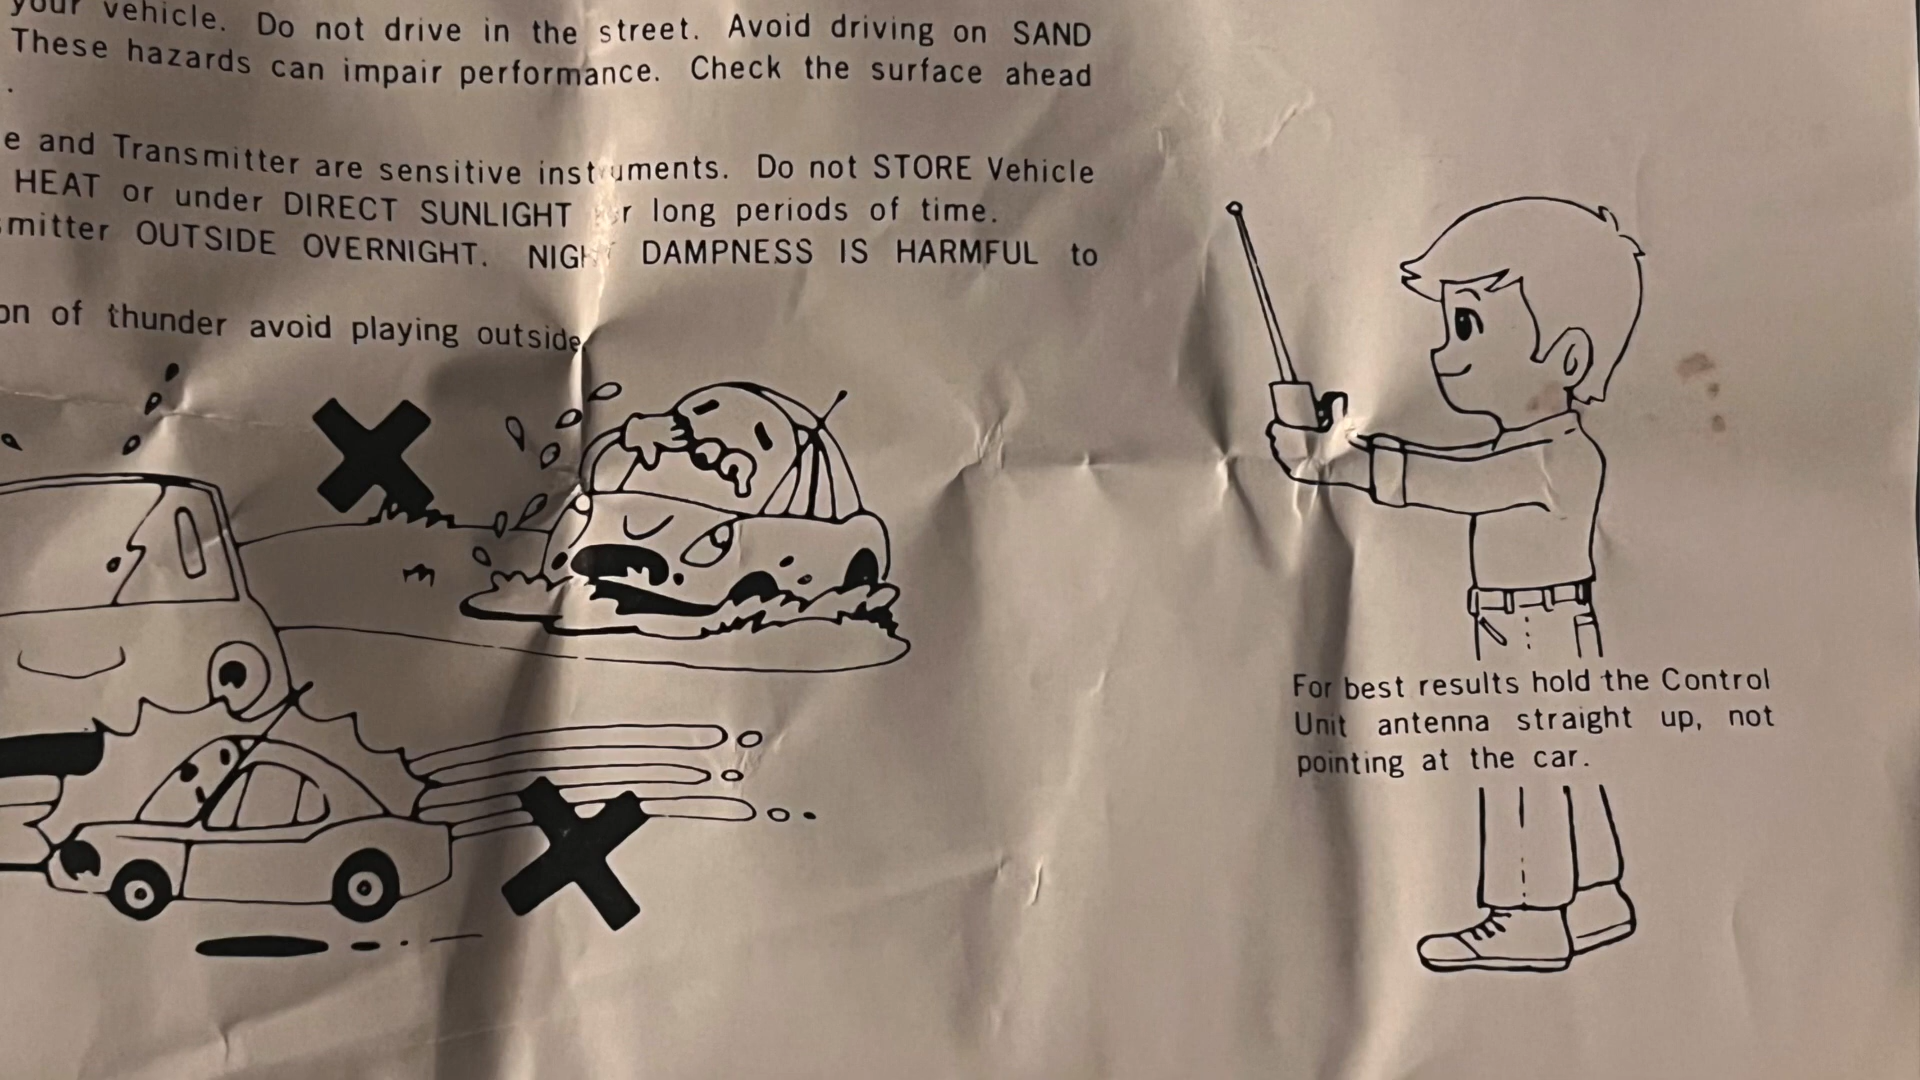 your vehicle. Do not drive in the street. Avoid driving on SAND
These hazards can impair performance. Check the surface ahead
.
e and Transmitter are sensitive instruments. Do not STORE Vehicle
HEAT or under DIRECT SUNLIGHT long periods of time.
smitter OUTSIDE OVERNIGHT. NIGHT DAMPNESS IS HARMFUL to
on of thunder avoid playing outside
For best results hold the Control
Unit antenna straight up, not
pointing at the car.